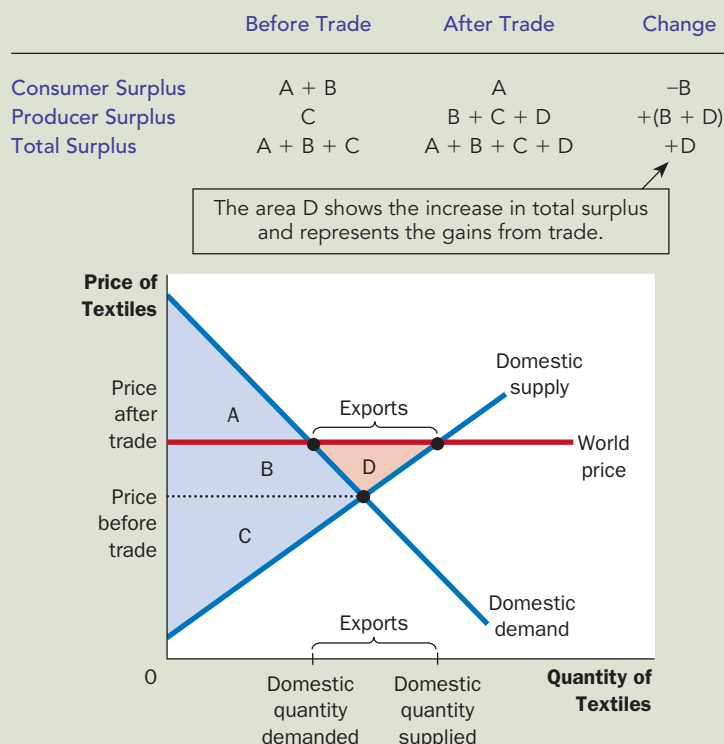 Before Trade After Trade Change
Consumer Surplus A + B A –B
Producer Surplus C B + C + D +(B + D)
Total Surplus A + B + C A + B + C + D +D
The area D shows the increase in total surplus
and represents the gains from trade.
Price of
Textiles
Domestic
supply
Price
after
trade
A
Exports
World
price
B
D
Price
before
trade
C
Domestic
demand
Exports
0
Domestic
quantity
demanded
Domestic
quantity
supplied
Quantity of
Textiles